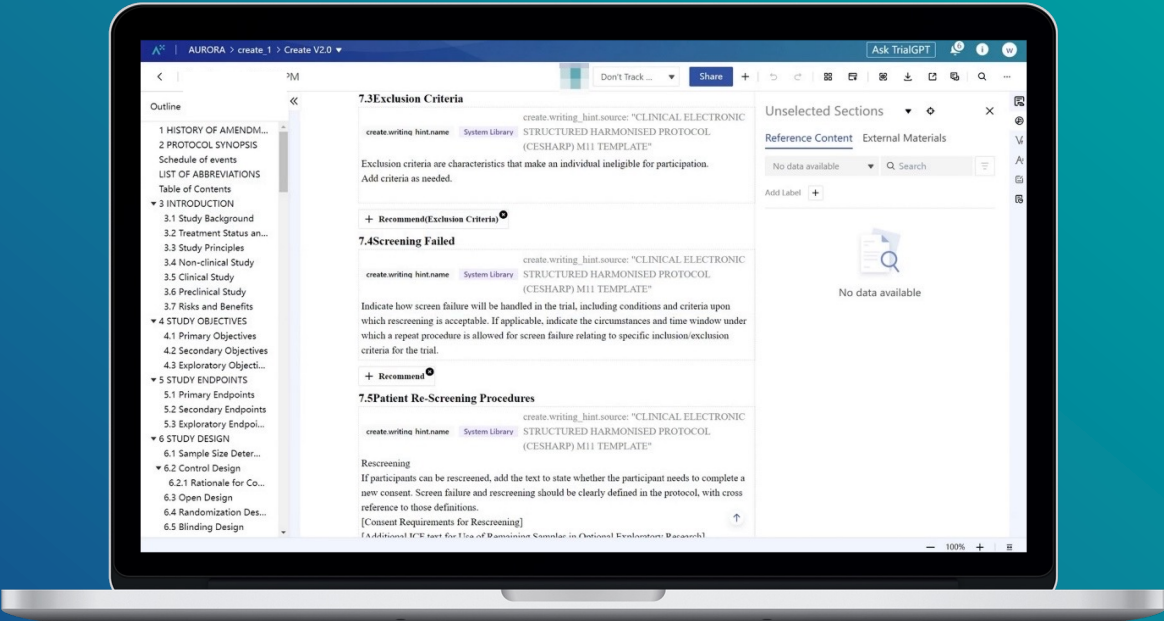 AURORA > create_1 > Create V2.0 ▼
Ask TrialGPT
6
W
PM
Don't Track ... ▼
Share
Outline
1 HISTORY OF AMENDM...
2 PROTOCOL SYNOPSIS
Schedule of events
LIST OF ABBREVIATIONS
Table of Contents
3 INTRODUCTION
3.1 Study Background
3.2 Treatment Status an...
3.3 Study Principles
3.4 Non-clinical Study
3.5 Clinical Study
3.6 Preclinical Study
3.7 Risks and Benefits
4 STUDY OBJECTIVES
4.1 Primary Objectives
4.2 Secondary Objectives
4.3 Exploratory Objecti...
5 STUDY ENDPOINTS
5.1 Primary Endpoints
5.2 Secondary Endpoints
5.3 Exploratory Endpoi...
6 STUDY DESIGN
6.1 Sample Size Deter...
6.2 Control Design
6.2.1 Rationale for Co...
6.3 Open Design
6.4 Randomization Des...
6.5 Blinding Design
7.3Exclusion Criteria
create.writing_hint.source: "CLINICAL ELECTRONIC
create.writing_hint.name System Library STRUCTURED HARMONISED PROTOCOL
(CESHARP) M11 TEMPLATE"
Exclusion criteria are characteristics that make an individual ineligible for participation.
Add criteria as needed.
+ Recommend(Exclusion Criteria)
7.4Screening Failed
create.writing_hint.source: "CLINICAL ELECTRONIC
create.writing_hint.name System Library STRUCTURED HARMONISED PROTOCOL
(CESHARP) M11 TEMPLATE"
Indicate how screen failure will be handled in the trial, including conditions and criteria upon
which rescreening is acceptable. If applicable, indicate the circumstances and time window under
which a repeat procedure is allowed for screen failure relating to specific inclusion/exclusion
criteria for the trial.
+ Recommend
7.5Patient Re-Screening Procedures
create.writing_hint.source: "CLINICAL ELECTRONIC
create.writing_hint.name System Library STRUCTURED HARMONISED PROTOCOL
(CESHARP) M11 TEMPLATE"
Rescreening
If participants can be rescreened, add the text to state whether the participant needs to complete a
new consent. Screen failure and rescreening should be clearly defined in the protocol, with cross
reference to those definitions.
[Consent Requirements for Rescreening]
[Additional ICF text for Use of Remaining Samples in Optional Exploratory Research]
Unselected Sections
Reference Content External Materials
No data available
Search
Add Label +
No data available
100%